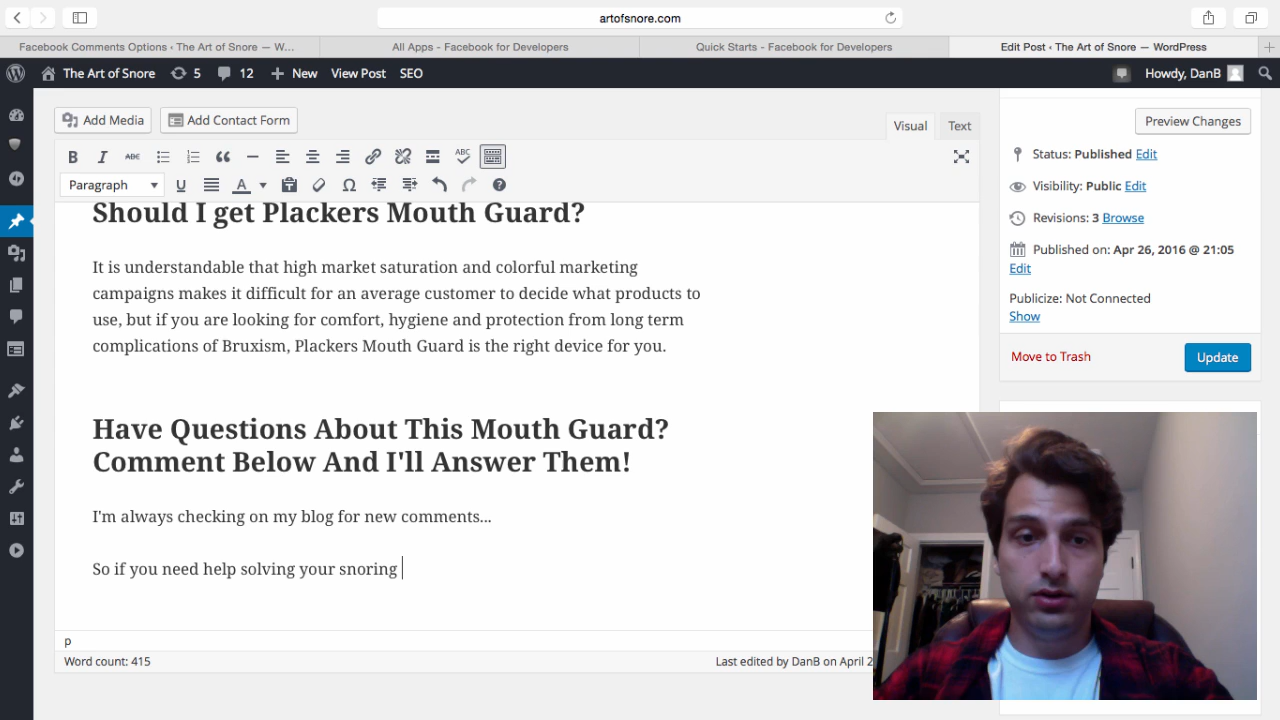 artofsnore.com
Facebook Comments Options ‹ The Art of Snore — W...
All Apps - Facebook for Developers
Quick Starts - Facebook for Developers
Edit Post ‹ The Art of Snore — WordPress
The Art of Snore
5
12
New
View Post
SEO
Howdy, DanB
Add Media
Add Contact Form
Visual
Text
Preview Changes
B
I
ABC
ABC
Paragraph
U
A
Status: Published Edit
Visibility: Public Edit
Revisions: 3 Browse
Published on: Apr 26, 2016 @ 21:05
Edit
Publicize: Not Connected
Show
Move to Trash
Update
Should I get Plackers Mouth Guard?
It is understandable that high market saturation and colorful marketing
campaigns makes it difficult for an average customer to decide what products to
use, but if you are looking for comfort, hygiene and protection from long term
complications of Bruxism, Plackers Mouth Guard is the right device for you.
Have Questions About This Mouth Guard?
Comment Below And I'll Answer Them!
I'm always checking on my blog for new comments...
So if you need help solving your snoring
p
Word count: 415
Last edited by DanB on April 2